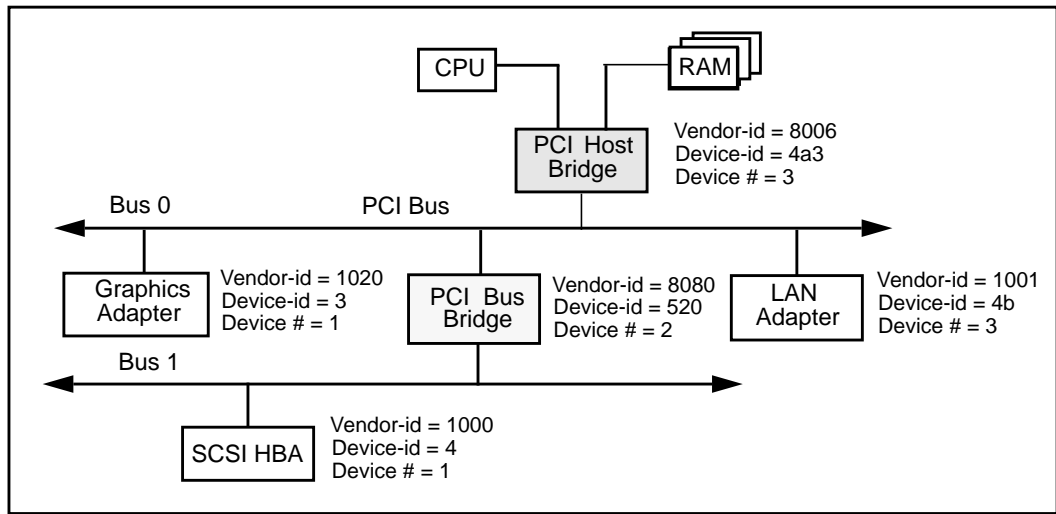 CPU
RAM
PCI Host
Bridge
Vendor-id = 8006
Device-id = 4a3
Device # = 3
Bus 0
PCI Bus
Graphics
Adapter
Vendor-id = 1020
Device-id = 3
Device # = 1
PCI Bus
Bridge
Vendor-id = 8080
Device-id = 520
Device # = 2
LAN
Adapter
Vendor-id = 1001
Device-id = 4b
Device # = 3
Bus 1
SCSI HBA
Vendor-id = 1000
Device-id = 4
Device # = 1